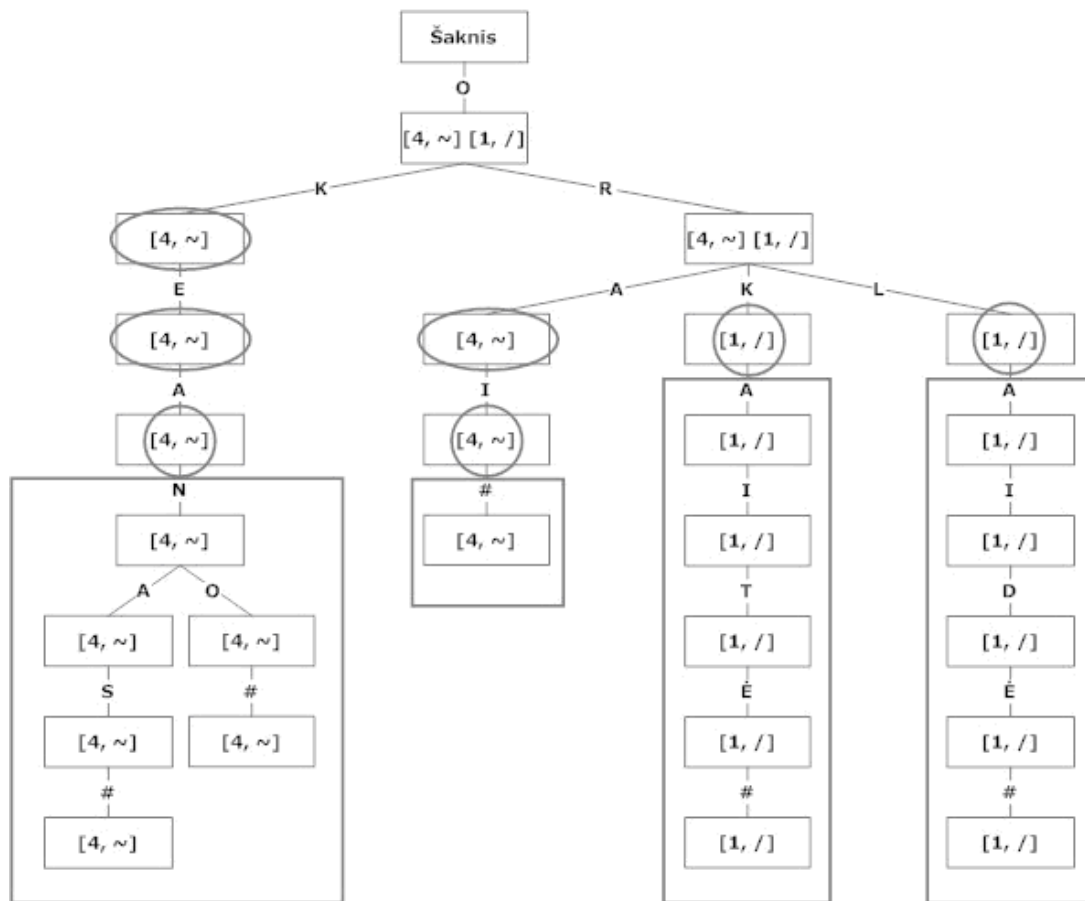 Šaknis
O
[4, ~] [1, /]
K R
[4, ~] [4, ~] [1, /]
E A K L
[4, ~] [4, ~] [1, /] [1, /]
A I A A
[4, ~] [4, ~] [1, /] [1, /]
N # I I
[4, ~] [4, ~] [1, /] [1, /]
A O T D
[4, ~] [4, ~] [1, /] [1, /]
S # Ė Ė
[4, ~] [4, ~] [1, /] [1, /]
# # #
[4, ~] [1, /] [1, /]